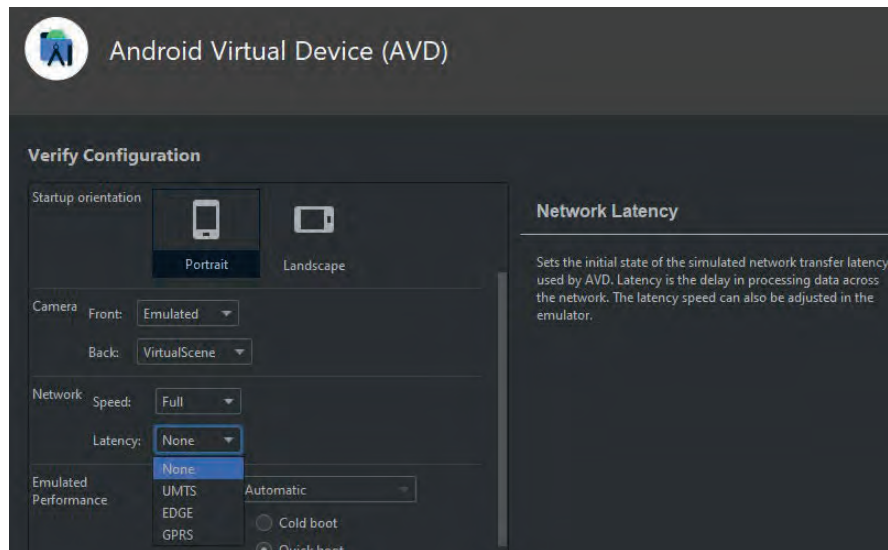 Android Virtual Device (AVD)
Verify Configuration
Startup orientation
Portrait
Landscape
Camera
Front:
Emulated
Back:
VirtualScene
Network
Speed:
Full
Latency:
None
None
UMTS
EDGE
GPRS
Emulated
Performance
Automatic
Cold boot
Quick boot
Network Latency
Sets the initial state of the simulated network transfer latency
used by AVD. Latency is the delay in processing data across
the network. The latency speed can also be adjusted in the
emulator.